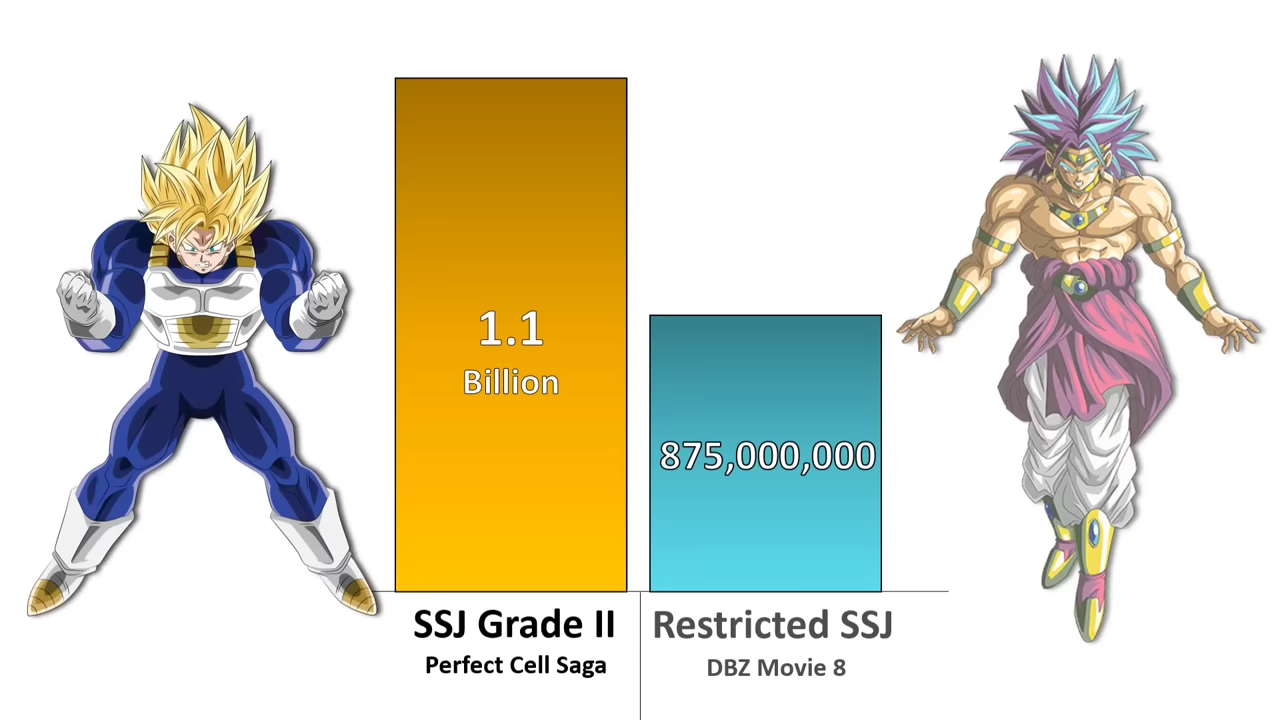 1.1
Billion
875,000,000
SSJ Grade II
Perfect Cell Saga
Restricted SSJ
DBZ Movie 8